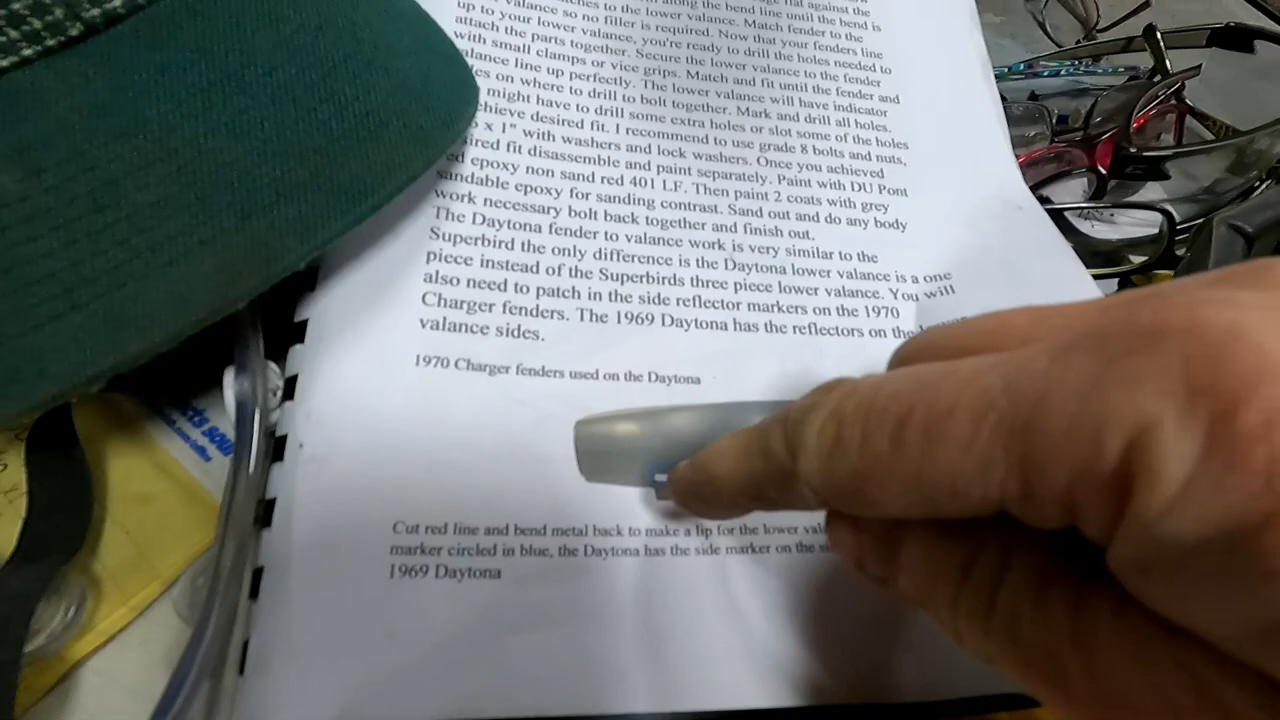 along the bend line until the bend is
to the lower valance. Match fender to the
valance so no filler is required. Now that your fenders line
up to your lower valance, you're ready to drill the holes needed to
attach the parts together. Secure the lower valance to the fender
with small clamps or vice grips. Match and fit until the fender and
line up perfectly. The lower valance will have indicator
on where to drill to bolt together. Mark and drill all holes.
might have to drill some extra holes or slot some of the holes
desired fit. I recommend to use grade 8 bolts and nuts,
x 1" with washers and lock washers. Once you achieved
fit disassemble and paint separately. Paint with DU Pont
epoxy non sand red 401 LF. Then paint 2 coats with grey
sandable epoxy for sanding contrast. Sand out and do any body
work necessary bolt back together and finish out.
The Daytona fender to valance work is very similar to the
Superbird the only difference is the Daytona lower valance is a one
piece instead of the Superbirds three piece lower valance. You will
also need to patch in the side reflector markers on the 1970
Charger fenders. The 1969 Daytona has the reflectors on the
valance sides.
1970 Charger fenders used on the Daytona
Cut red line and bend metal back to make a lip for the lower
marker circled in blue, the Daytona has the side marker on the
1969 Daytona